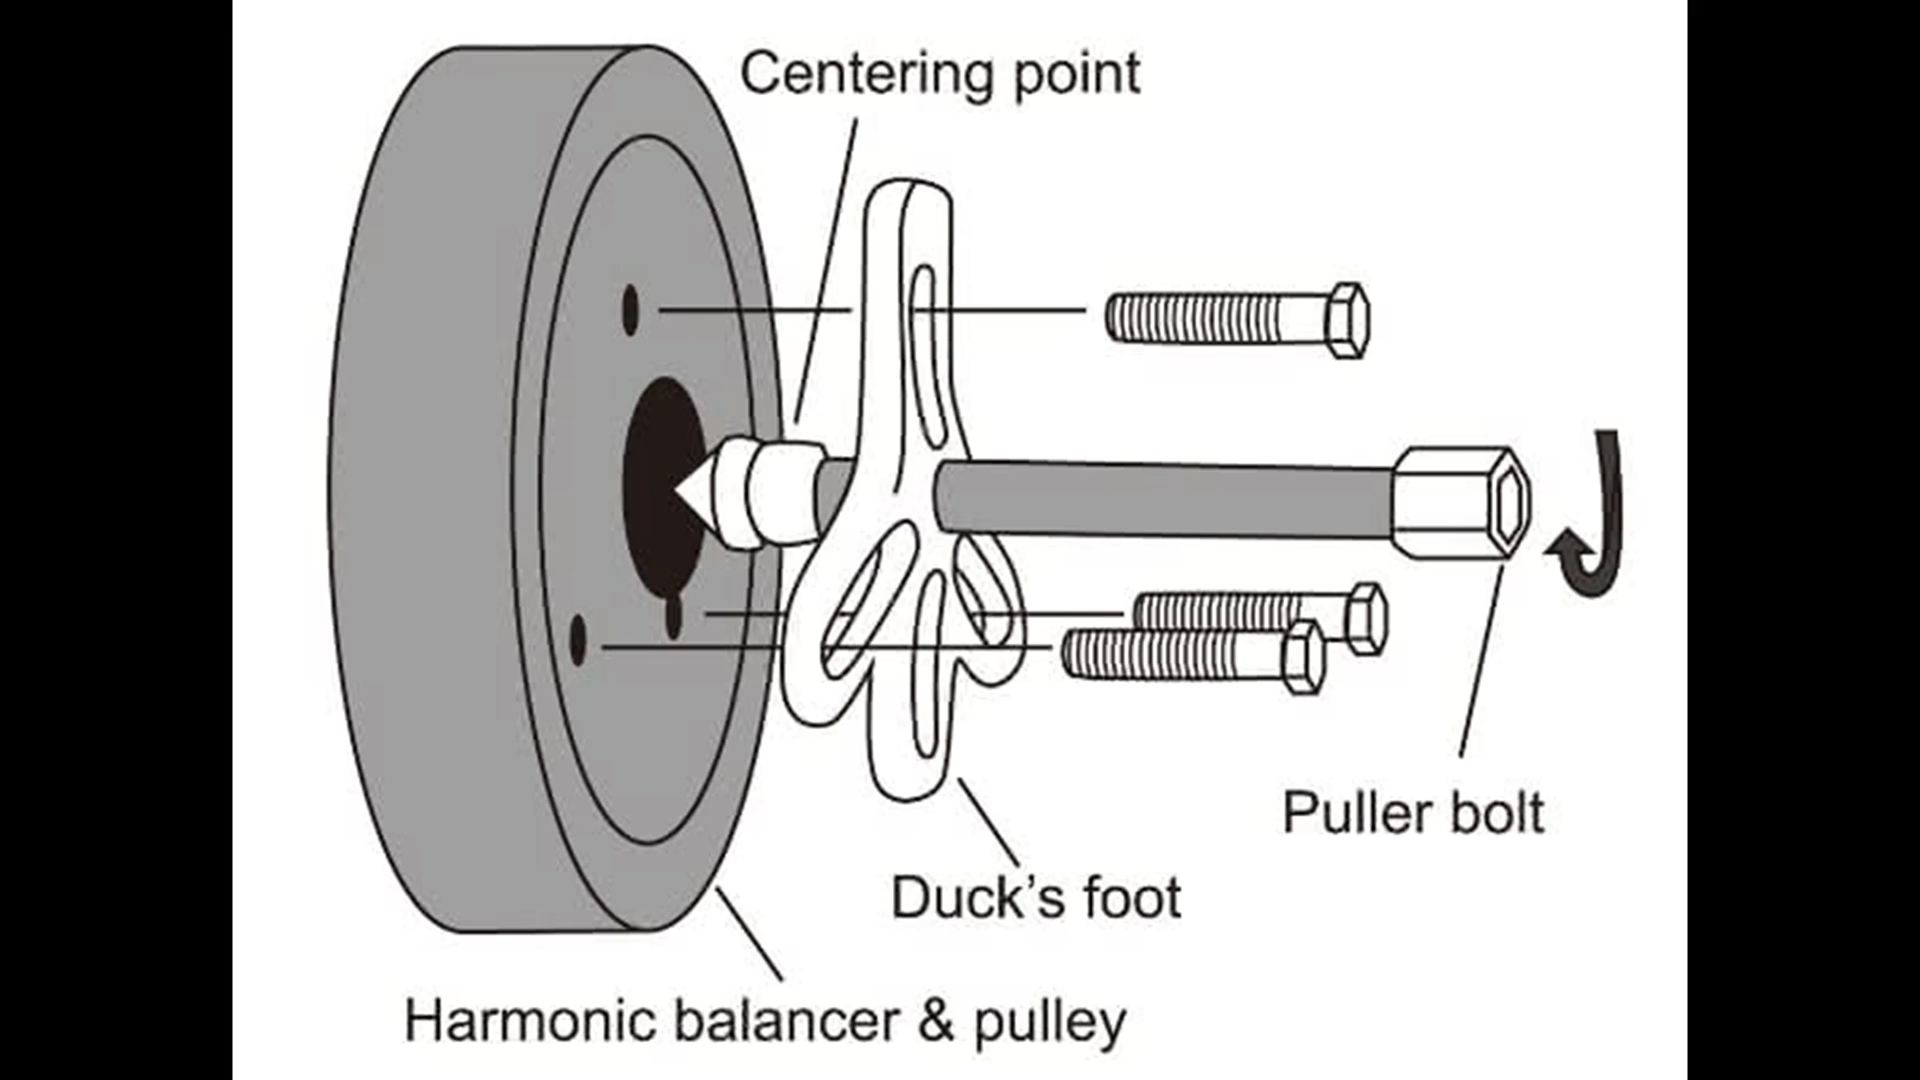 Centering point
Puller bolt
Duck’s foot
Harmonic balancer & pulley